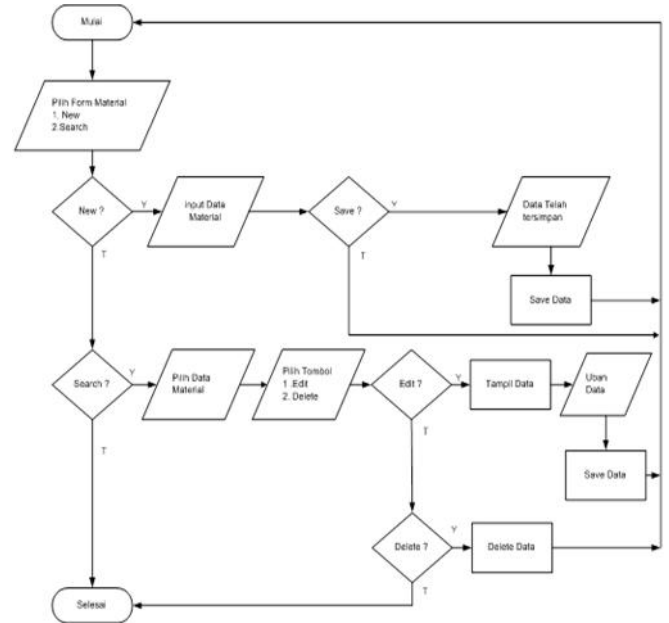 Mulai
Pilih Form Material
1. New
2.Search
New ?
Y
input Data
Material
Save ?
Y
Data Telah
tersimpan
T
T
Save Data
Search ?
Y
Pilih Data
Material
Pilih Tombol
1 .Edit
2. Delete
Edit ?
Y
Tampil Data
Ubah
Data
T
T
Save Data
Delete ?
Y
Delete Data
T
Selesai